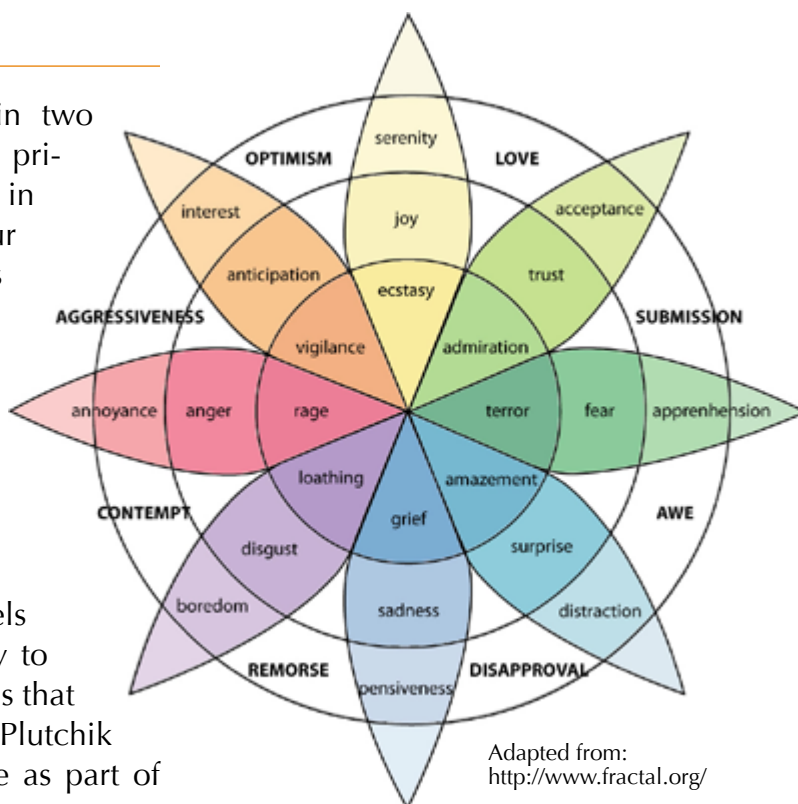 in two
pri-
in
ur
s
els
y to
s that
Plutchik
e as part of
serenity
OPTIMISM
LOVE
interest
acceptance
joy
anticipation
trust
ecstasy
AGGRESSIVENESS
SUBMISSION
vigilance
admiration
annoyance
anger
rage
terror
fear
apprenhension
loathing
amazement
CONTEMPT
AWE
grief
disgust
surprise
boredom
sadness
distraction
REMORSE
DISAPPROVAL
pensiveness
Adapted from:
http://www.fractal.org/